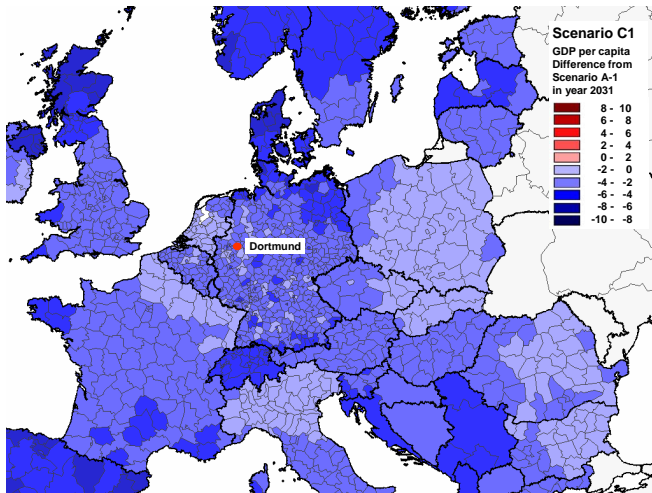 Scenario C1
GDP per capita
Difference from
Scenario A-1
in year 2031
8 - 10
6 - 8
4 - 6
2 - 4
0 - 2
-2 - 0
-4 - -2
-6 - -4
-8 - -6
-10 - -8
Dortmund